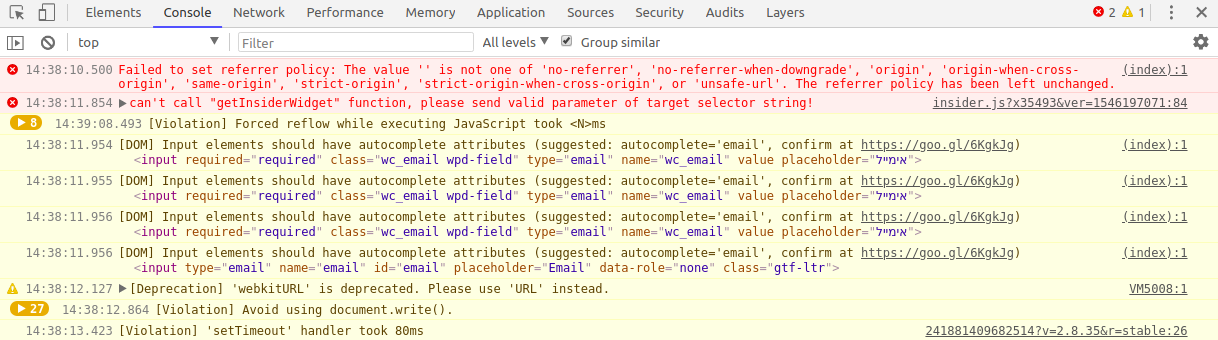 Elements Console Network Performance Memory Application Sources Security Audits Layers 2 1
top Filter All levels Group similar
14:38:10.500 Failed to set referrer policy: The value '' is not one of 'no-referrer', 'no-referrer-when-downgrade', 'origin', 'origin-when-cross- (index):1
origin', 'same-origin', 'strict-origin', 'strict-origin-when-cross-origin', or 'unsafe-url'. The referrer policy has been left unchanged.
14:38:11.854 can't call "getInsiderWidget" function, please send valid parameter of target selector string! insider.js?x35493&ver=1546197071:84
8 14:39:08.493 [Violation] Forced reflow while executing JavaScript took <N>ms
14:38:11.954 [DOM] Input elements should have autocomplete attributes (suggested: autocomplete='email', confirm at https://goo.gl/6KgkJg) (index):1
<input required="required" class="wc_email wpd-field" type="email" name="wc_email" value placeholder="אימייל">
14:38:11.955 [DOM] Input elements should have autocomplete attributes (suggested: autocomplete='email', confirm at https://goo.gl/6KgkJg) (index):1
<input required="required" class="wc_email wpd-field" type="email" name="wc_email" value placeholder="אימייל">
14:38:11.956 [DOM] Input elements should have autocomplete attributes (suggested: autocomplete='email', confirm at https://goo.gl/6KgkJg) (index):1
<input required="required" class="wc_email wpd-field" type="email" name="wc_email" value placeholder="אימייל">
14:38:11.956 [DOM] Input elements should have autocomplete attributes (suggested: autocomplete='email', confirm at https://goo.gl/6KgkJg) (index):1
<input type="email" name="email" id="email" placeholder="Email" data-role="none" class="gtf-ltr">
14:38:12.127 [Deprecation] 'webkitURL' is deprecated. Please use 'URL' instead. VM5008:1
27 14:38:12.864 [Violation] Avoid using document.write().
14:38:13.423 [Violation] 'setTimeout' handler took 80ms 241881409682514?v=2.8.35&r=stable:26